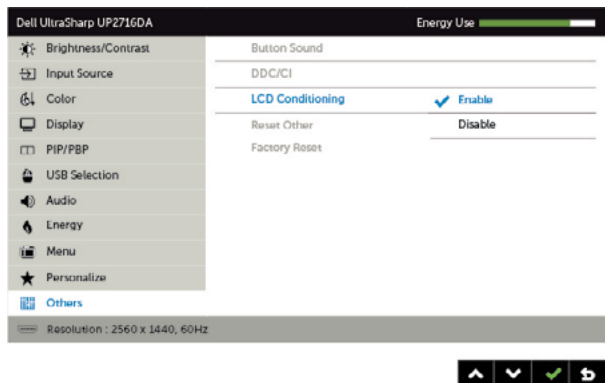 Dell UltraSharp UP2716DA
Energy Use
Brightness/Contrast
Input Source
Color
Display
PIP/PBP
USB Selection
Audio
Energy
Menu
Personalize
Others
Button Sound
DDC/CI
LCD Conditioning
Reset Other
Factory Reset
Enable
Disable
Resolution : 2560 x 1440, 60Hz